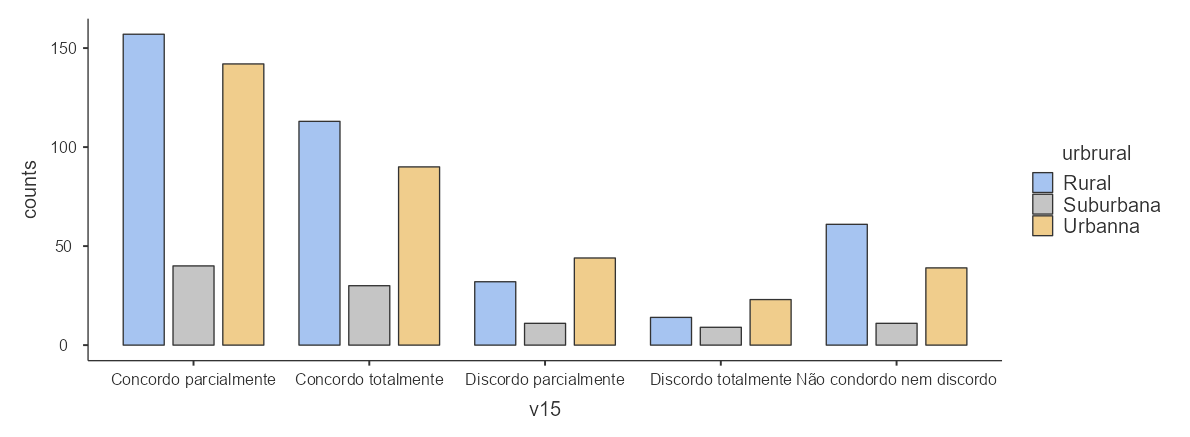 150
100
50
0
counts
Concordo parcialmente
Concordo totalmente
Discordo parcialmente
Discordo totalmente
Não condordo nem discordo
v15
urbrural
Rural
Suburbana
Urbanna